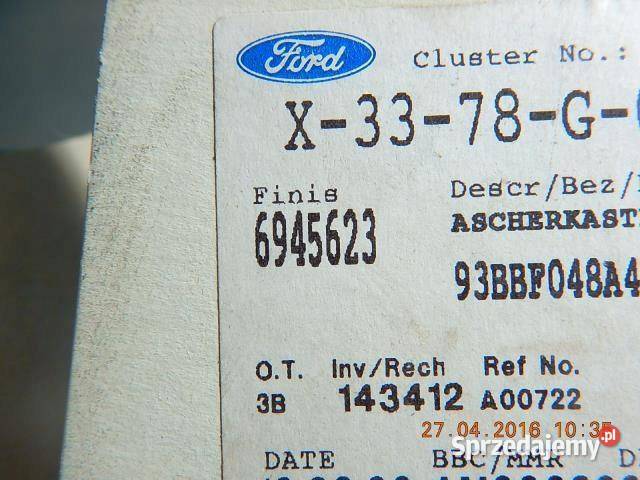 Ford Cluster No.:
X-33-78-G-
Finis Descr/Bez/
6945623 ASCHERKAST
93BBF048A4
O.T. Inv/Rech Ref No.
3B 143412 A00722
27.04.2016 10:35
Sprzedajemy.pl
DATE BBC/MMR